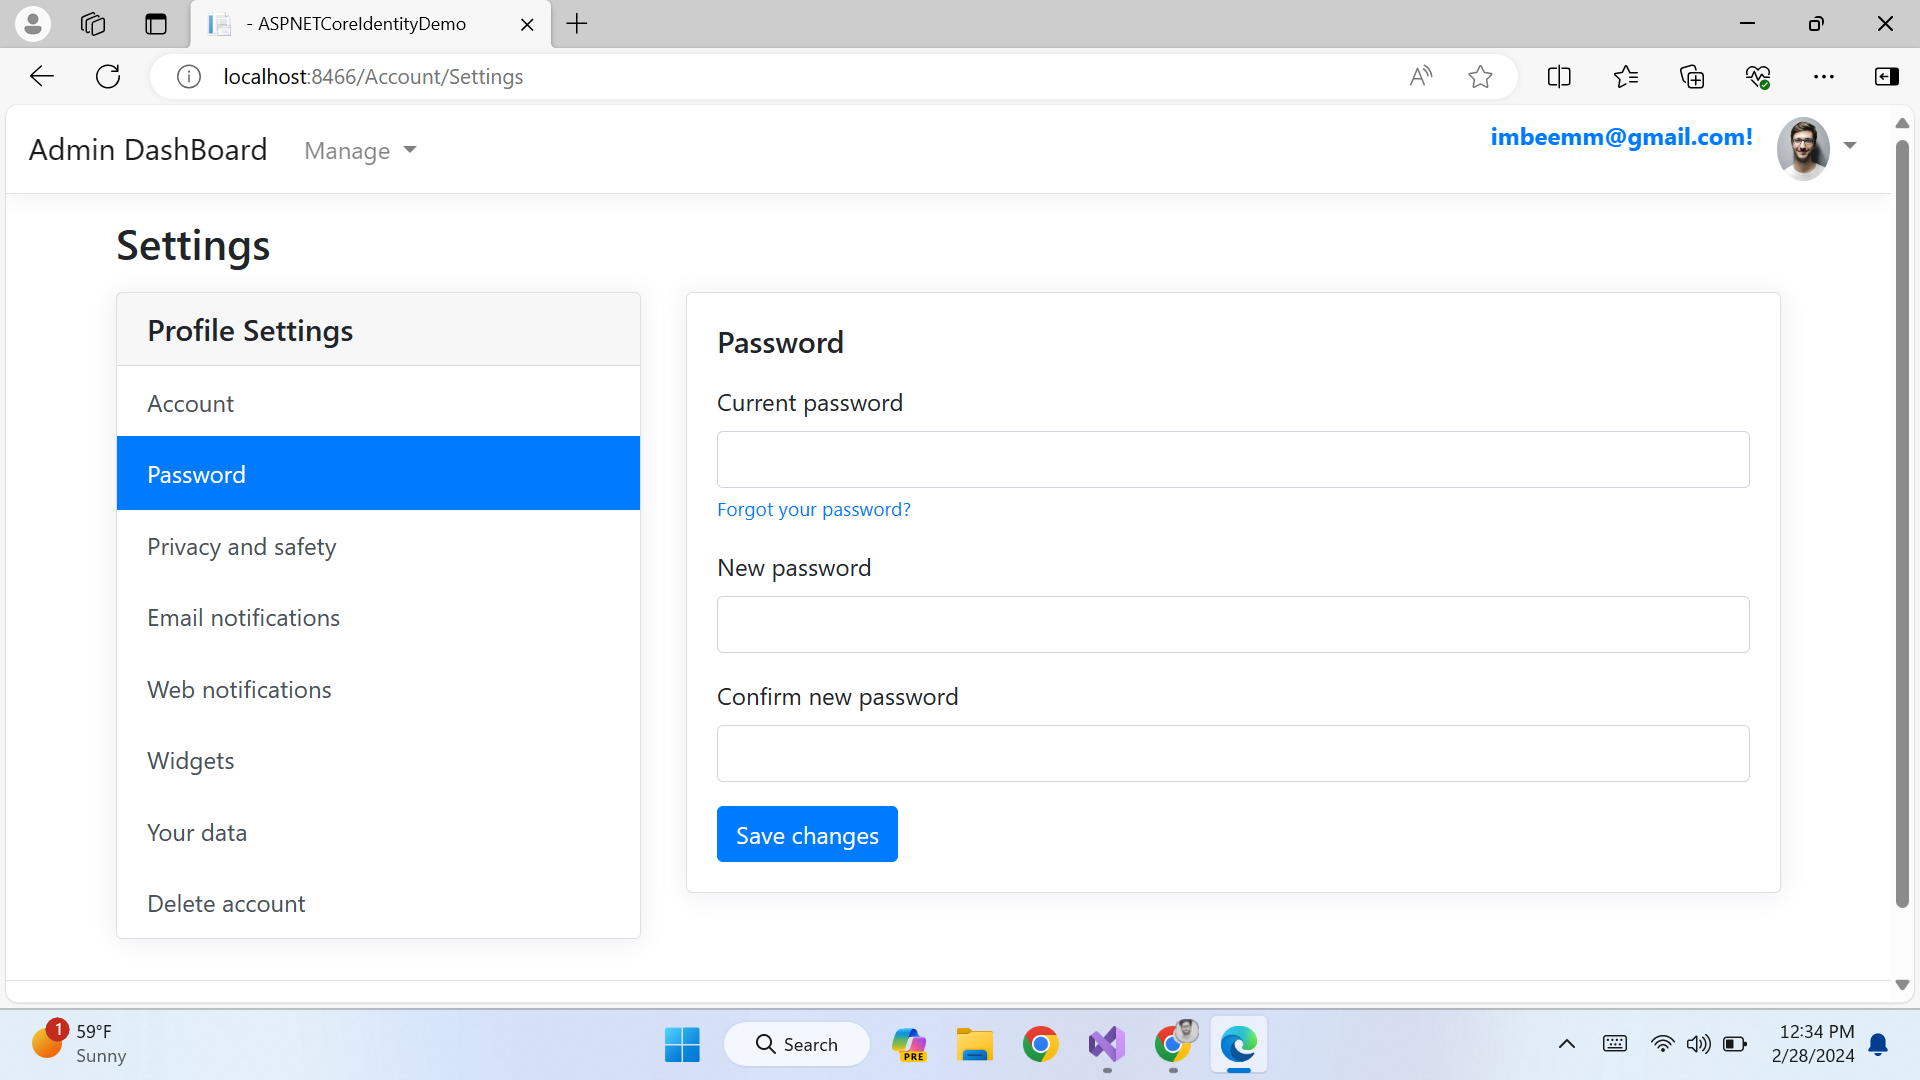 - ASPNETCoreIdentityDemo
localhost:8466/Account/Settings
Admin DashBoard
Manage
imbeemm@gmail.com!
Settings
Profile Settings
Account
Password
Privacy and safety
Email notifications
Web notifications
Widgets
Your data
Delete account
Password
Current password
Forgot your password?
New password
Confirm new password
Save changes
1
59°F
Sunny
Search
PRE
12:34 PM
2/28/2024